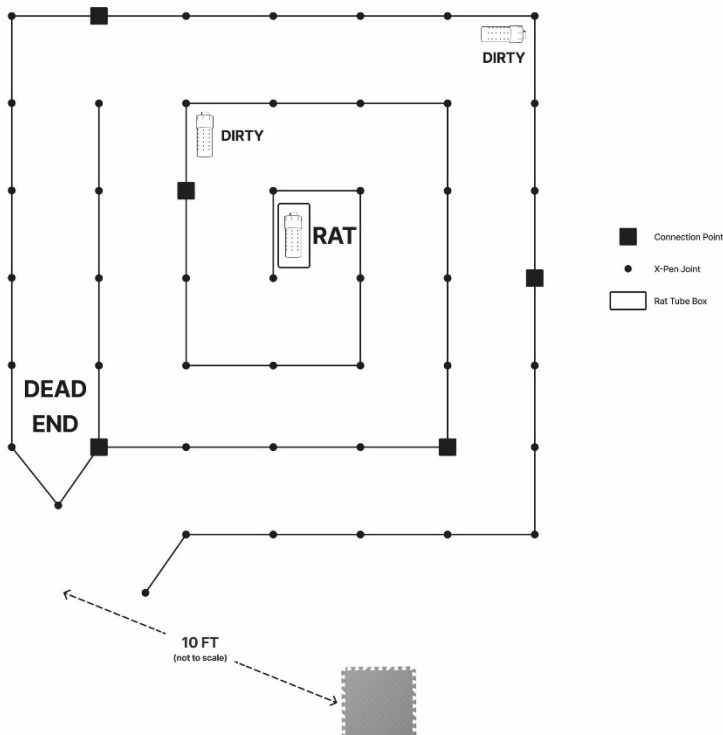 DIRTY
DIRTY
RAT
Connection Point
X-Pen Joint
Rat Tube Box
DEAD
END
10 FT
(not to scale)